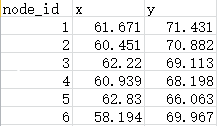 node_id x y
1 61.671 71.431
2 60.451 70.882
3 62.22 69.113
4 60.939 68.198
5 62.83 66.063
6 58.194 69.967